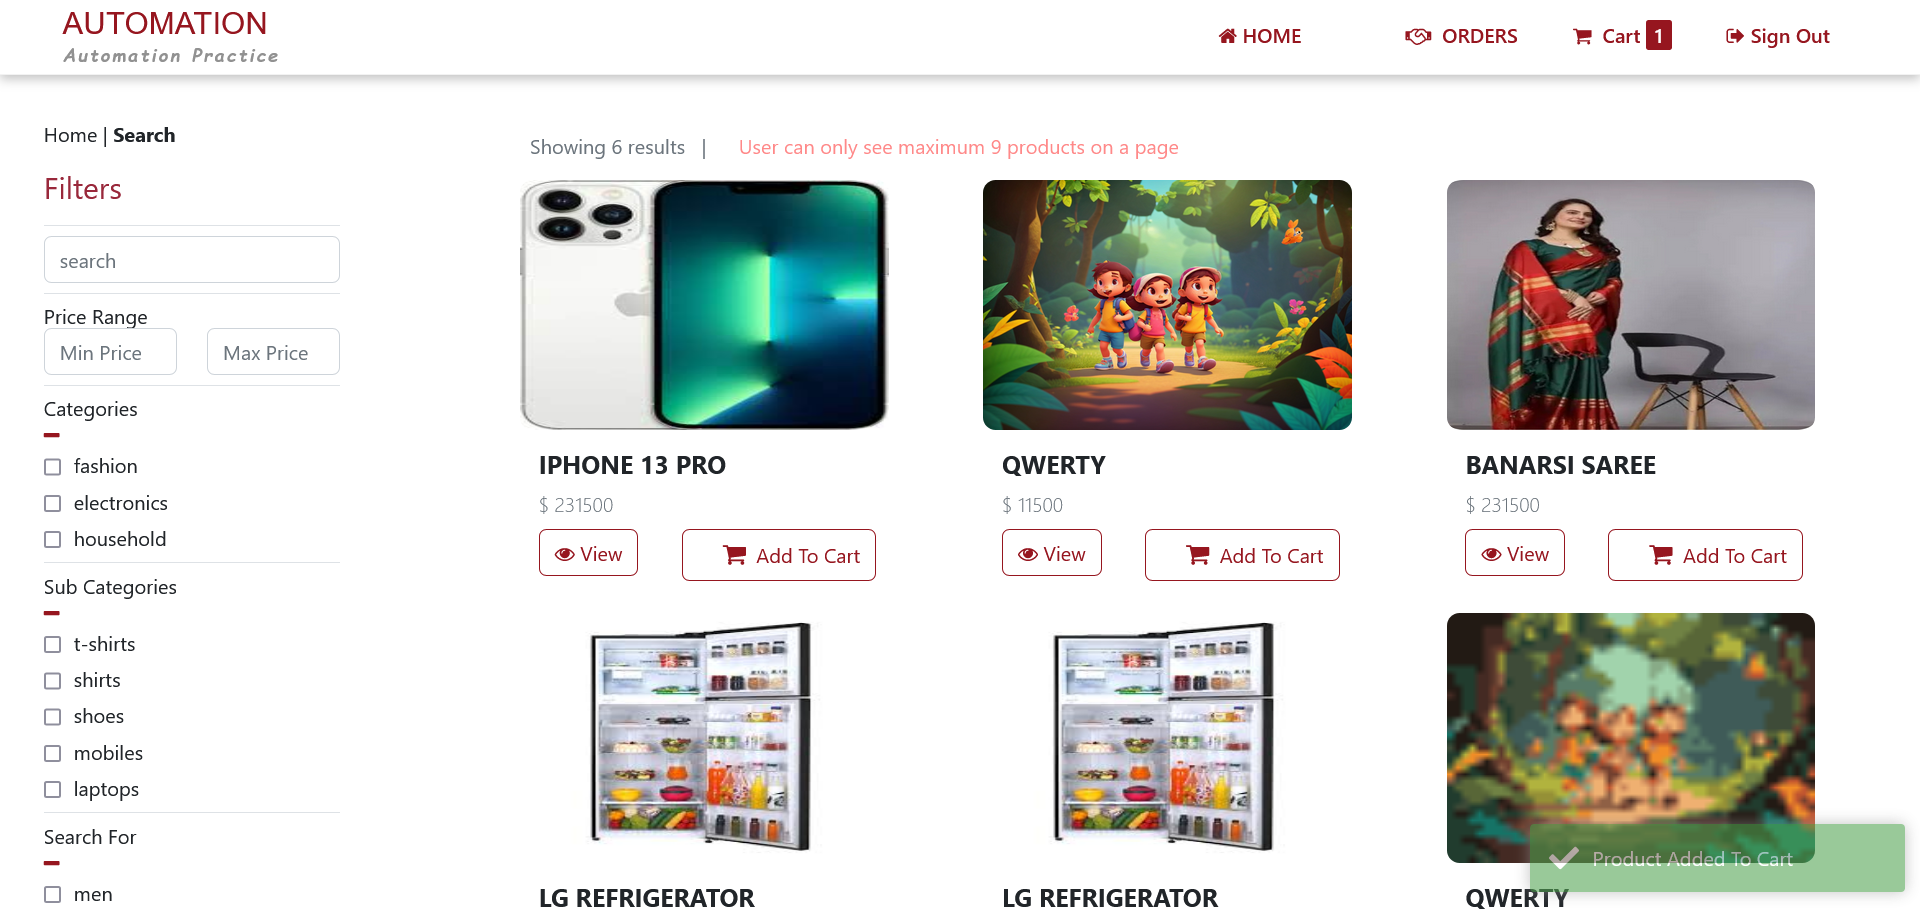 AUTOMATION
Automation Practice
HOME
ORDERS
Cart 1
Sign Out
Home | Search
Filters
search
Price Range
Min Price
Max Price
Categories
fashion
electronics
household
Sub Categories
t-shirts
shirts
shoes
mobiles
laptops
Search For
men
Showing 6 results |
User can only see maximum 9 products on a page
IPHONE 13 PRO
$ 231500
View
Add To Cart
QWERTY
$ 11500
View
Add To Cart
BANARSI SAREE
$ 231500
View
Add To Cart
LG REFRIGERATOR
LG REFRIGERATOR
QWERTY
Product Added To Cart